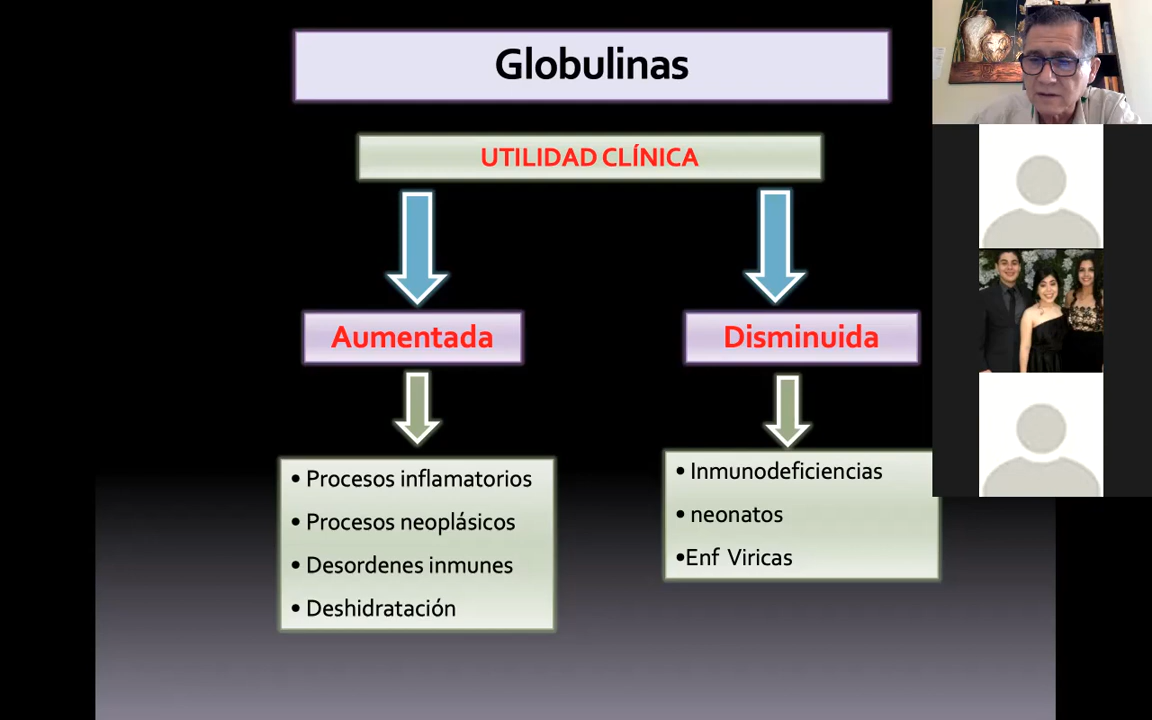 Globulinas
UTILIDAD CLÍNICA
Aumentada
Disminuida
• Procesos inflamatorios
• Procesos neoplásicos
• Desordenes inmunes
• Deshidratación
• Inmunodeficiencias
• neonatos
•Enf Viricas